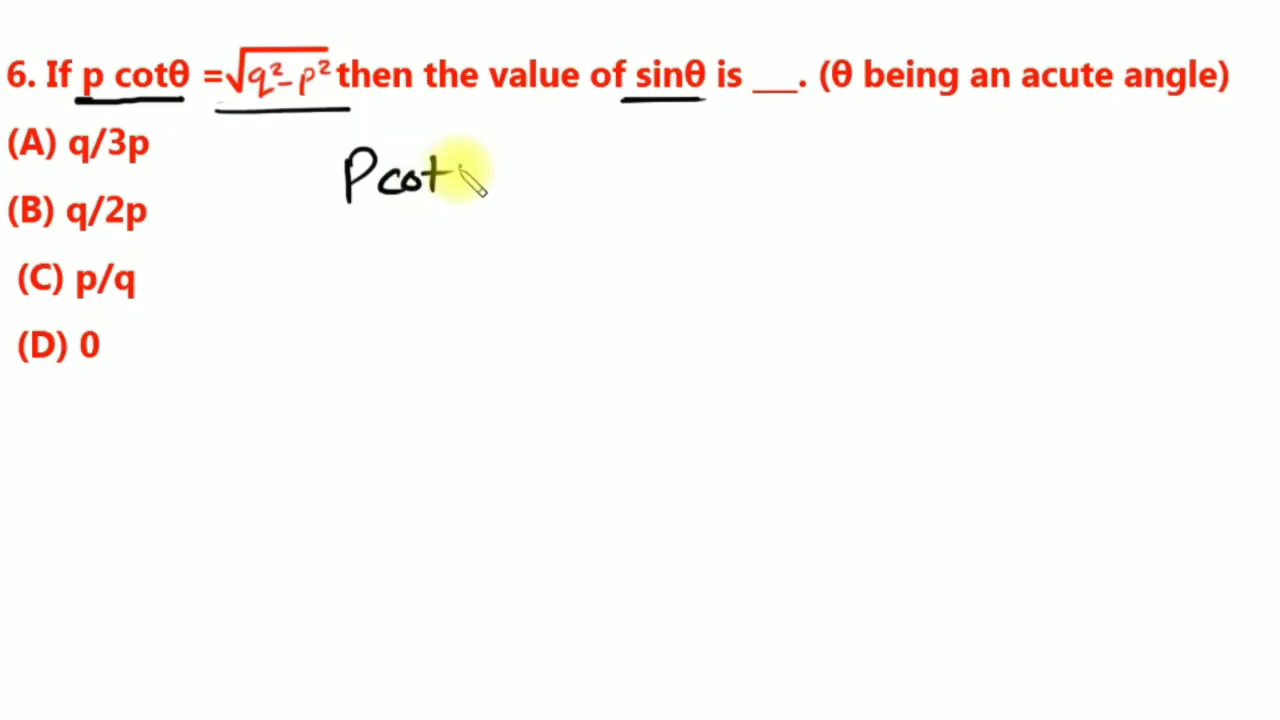 6. If p cotθ = √q²-p² then the value of sinθ is ___. (θ being an acute angle)
(A) q/3p
Pcot
(B) q/2p
(C) p/q
(D) 0